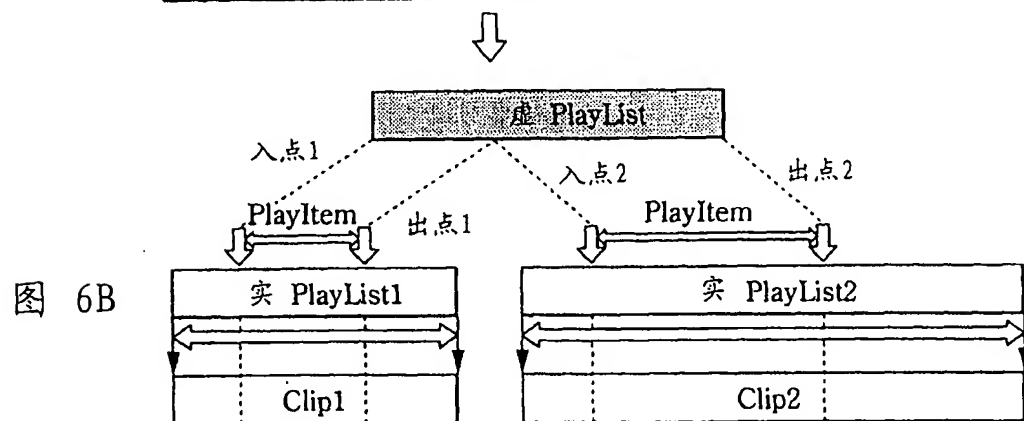 虚 PlayList
入点1
入点2
出点2
PlayItem
出点1
PlayItem
图 6B
实 PlayList1
实 PlayList2
Clip1
Clip2